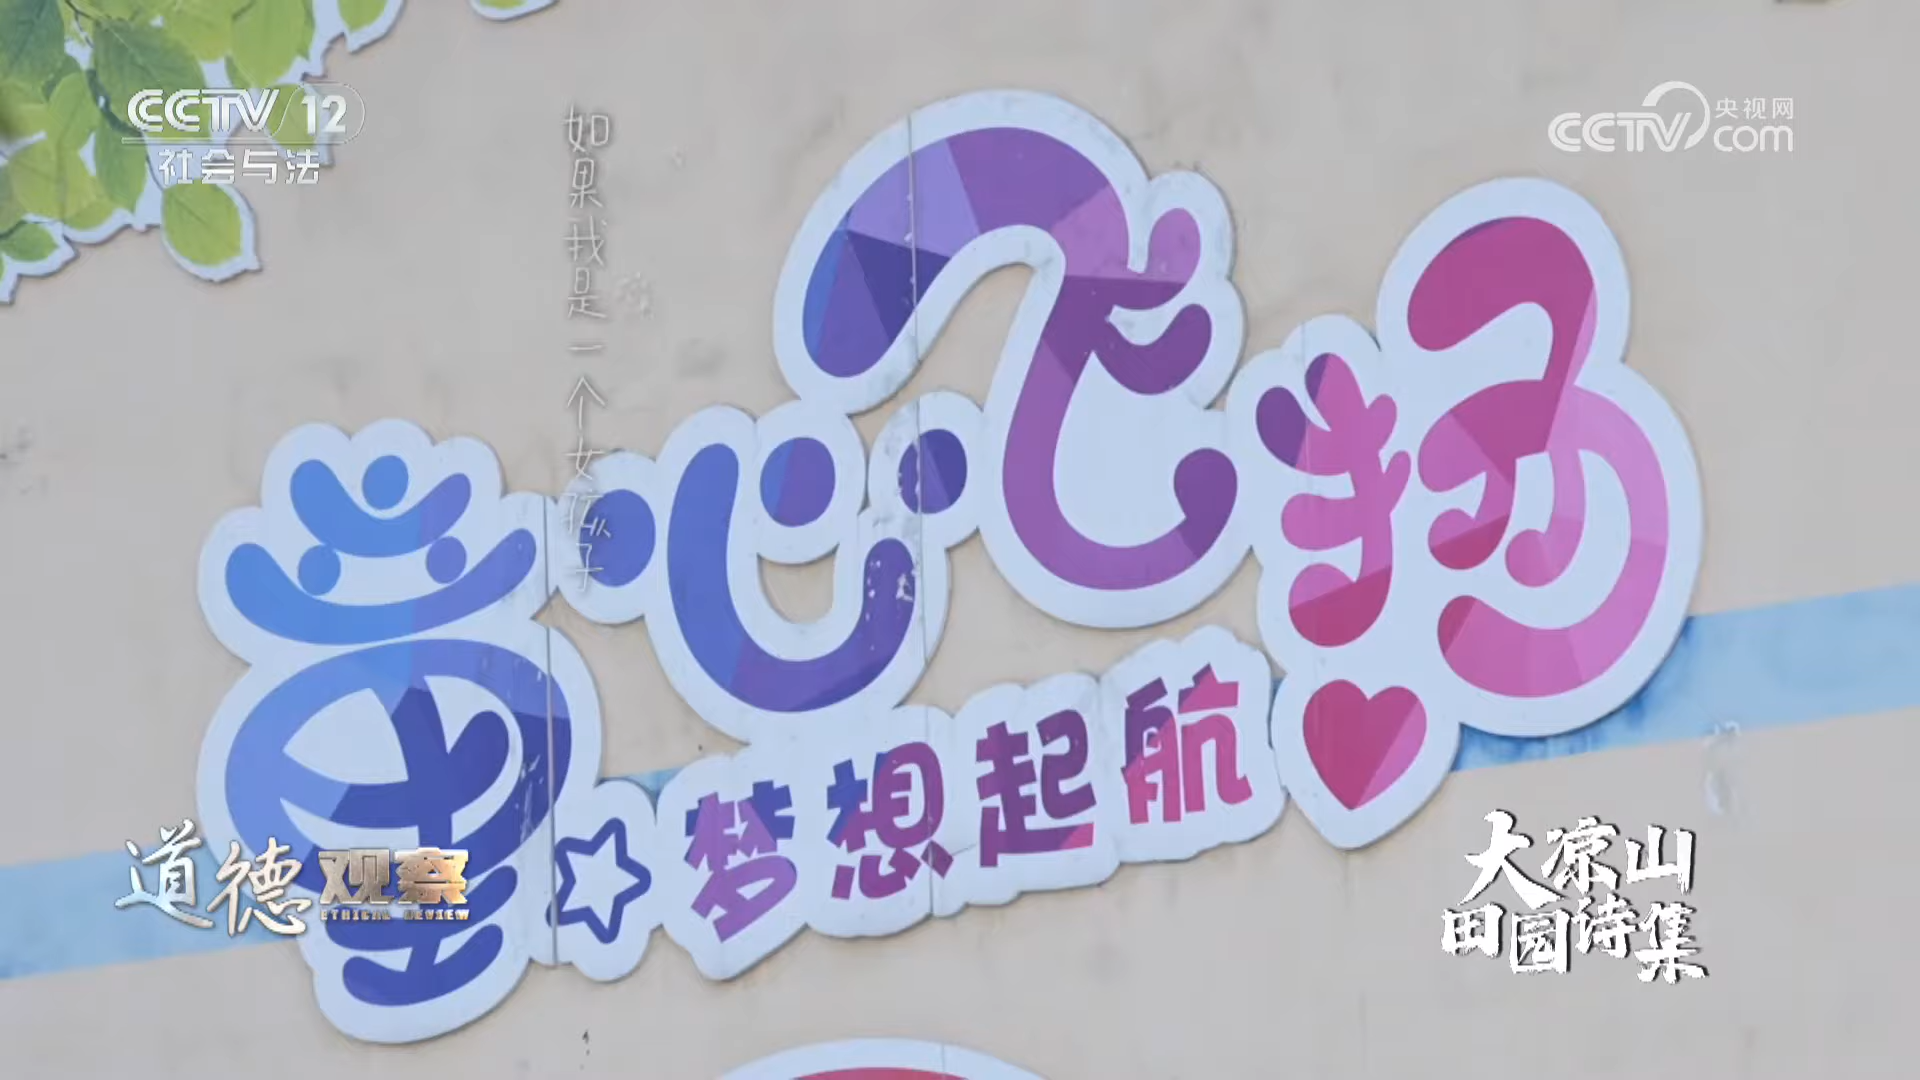 CCTV 12
社会与法
央视网
CCTV.com
如果我是一个女孩子
童心飞扬
梦想起航
道德观察
ETHICAL REVIEW
大凉山
田园诗集